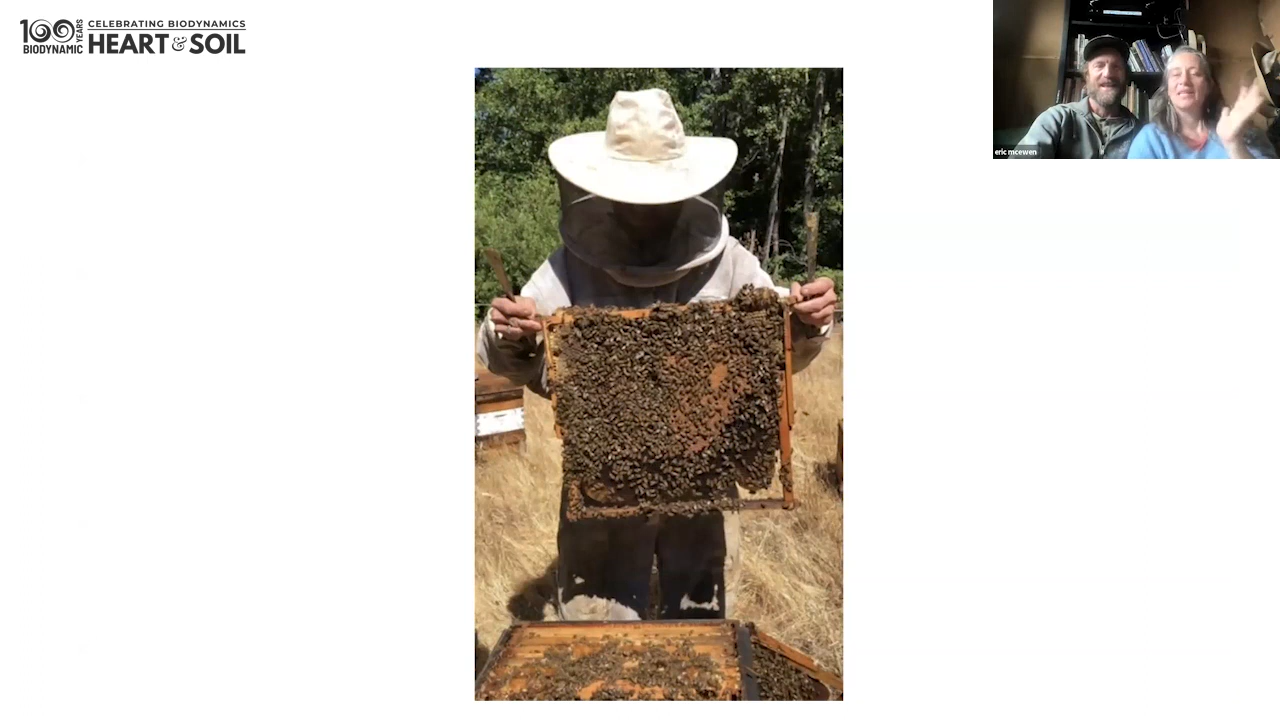 100 YEARS
BIODYNAMIC
CELEBRATING BIODYNAMICS
HEART & SOIL
eric mcewen